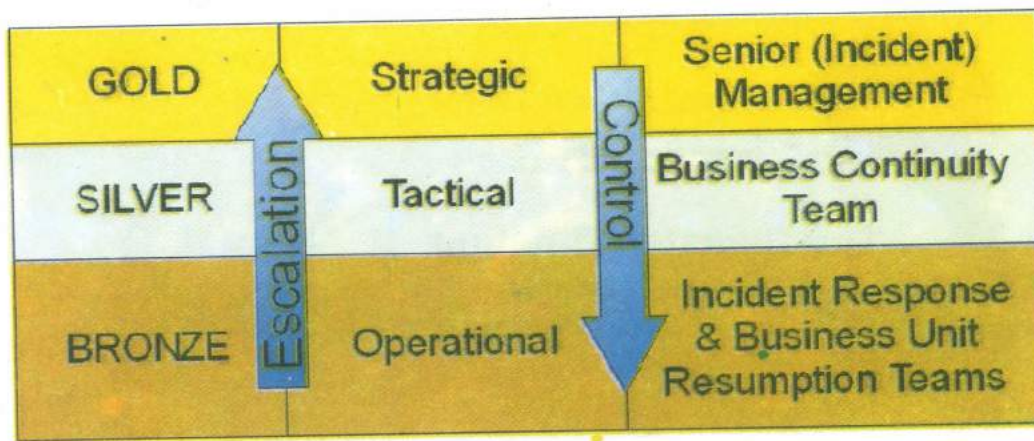 GOLD
Strategic
Senior (Incident)
Management
SILVER
Tactical
Business Continuity
Team
BRONZE
Operational
Incident Response
& Business Unit
Resumption Teams
Escalation
Control